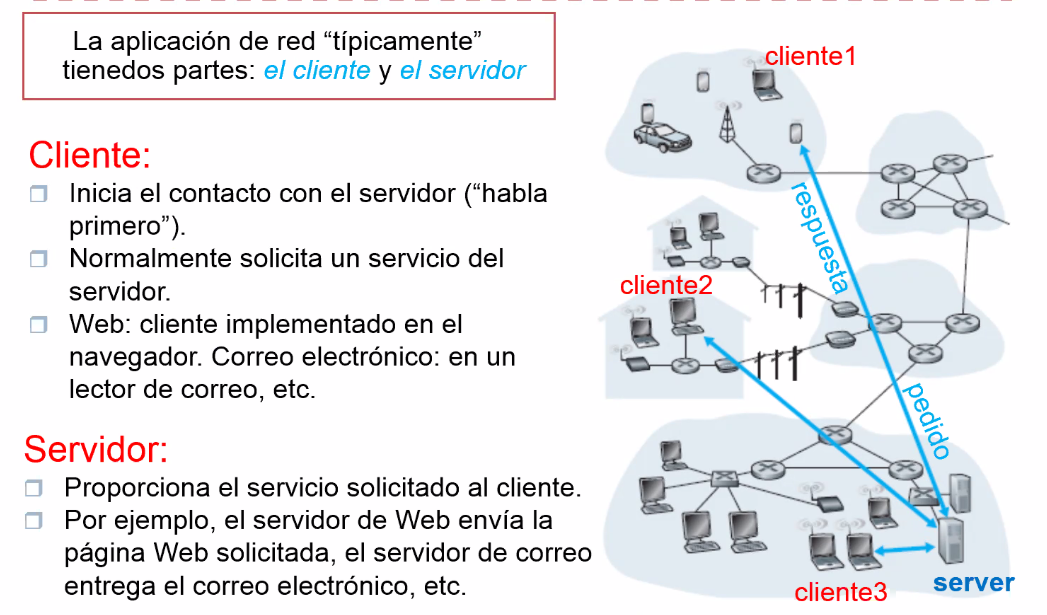 La aplicación de red “típicamente”
tienedos partes: el cliente y el servidor
Cliente:
Inicia el contacto con el servidor (“habla
primero”).
Normalmente solicita un servicio del
servidor.
Web: cliente implementado en el
navegador. Correo electrónico: en un
lector de correo, etc.
Servidor:
Proporciona el servicio solicitado al cliente.
Por ejemplo, el servidor de Web envía la
página Web solicitada, el servidor de correo
entrega el correo electrónico, etc.
cliente1
respuesta
cliente2
pedido
cliente3
server